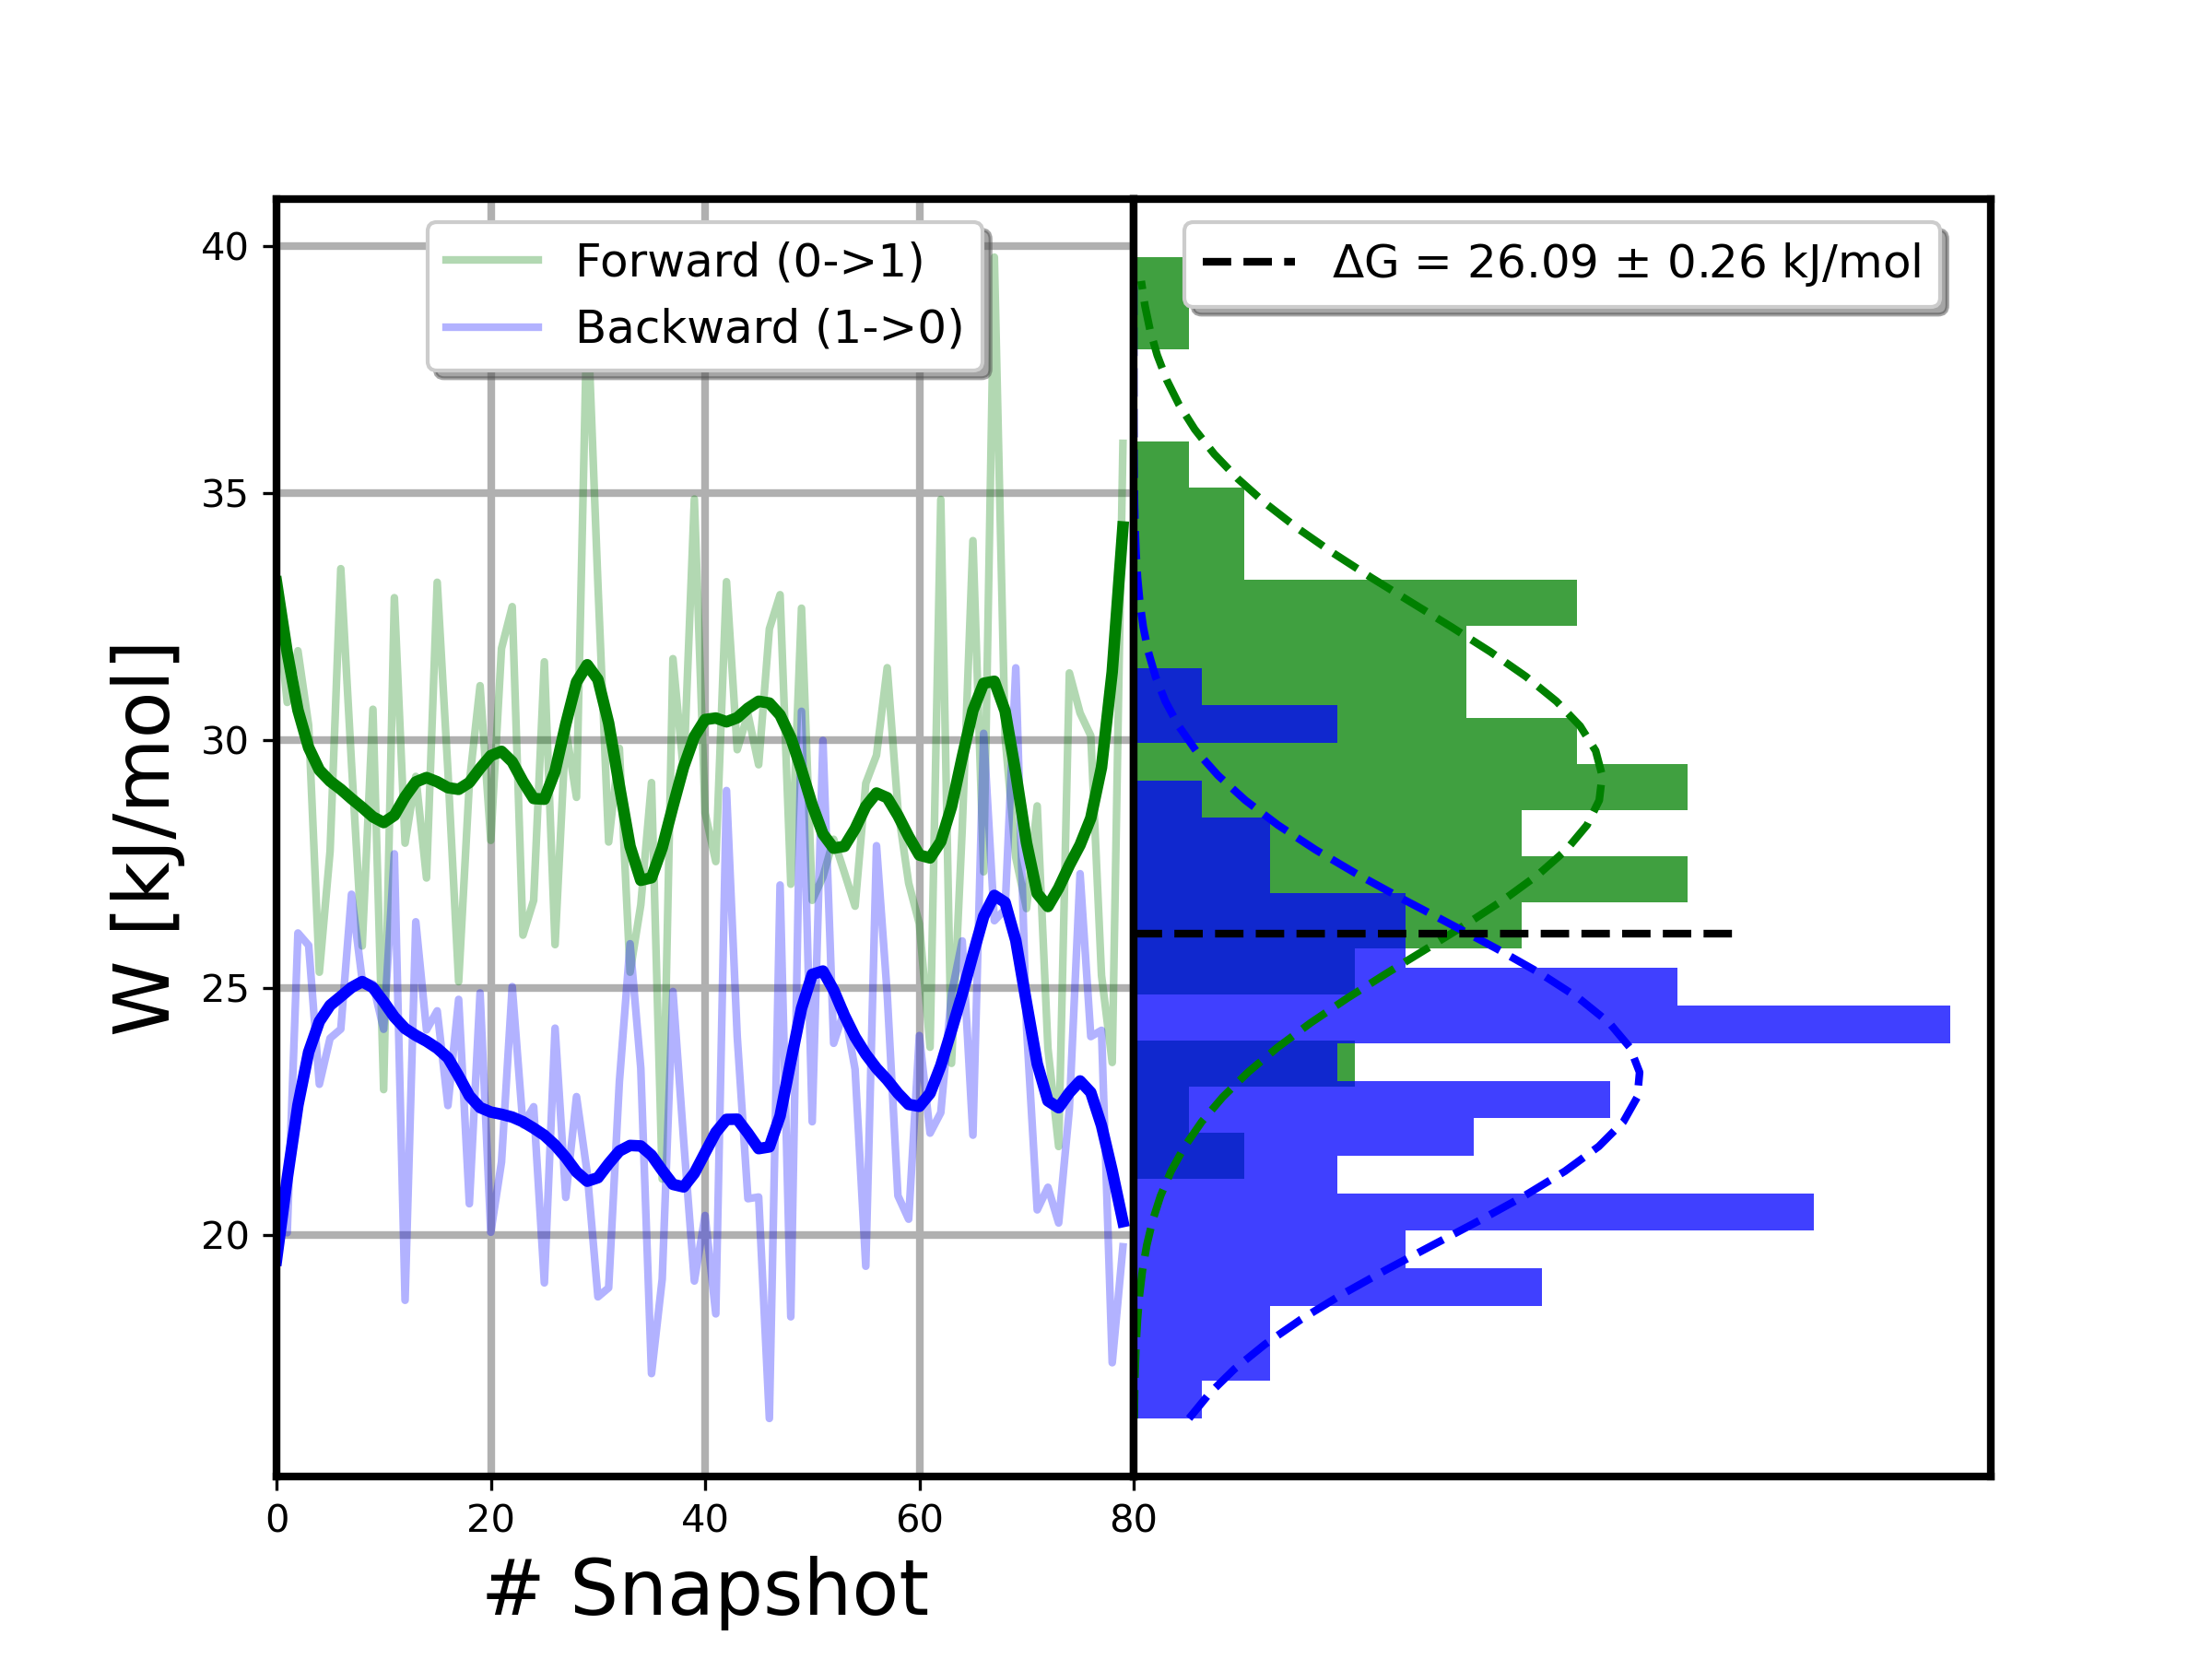 Forward (0->1)
Backward (1->0)
ΔG = 26.09 ± 0.26 kJ/mol
W [kJ/mol]
40
35
30
25
20
0 20 40 60 80
# Snapshot